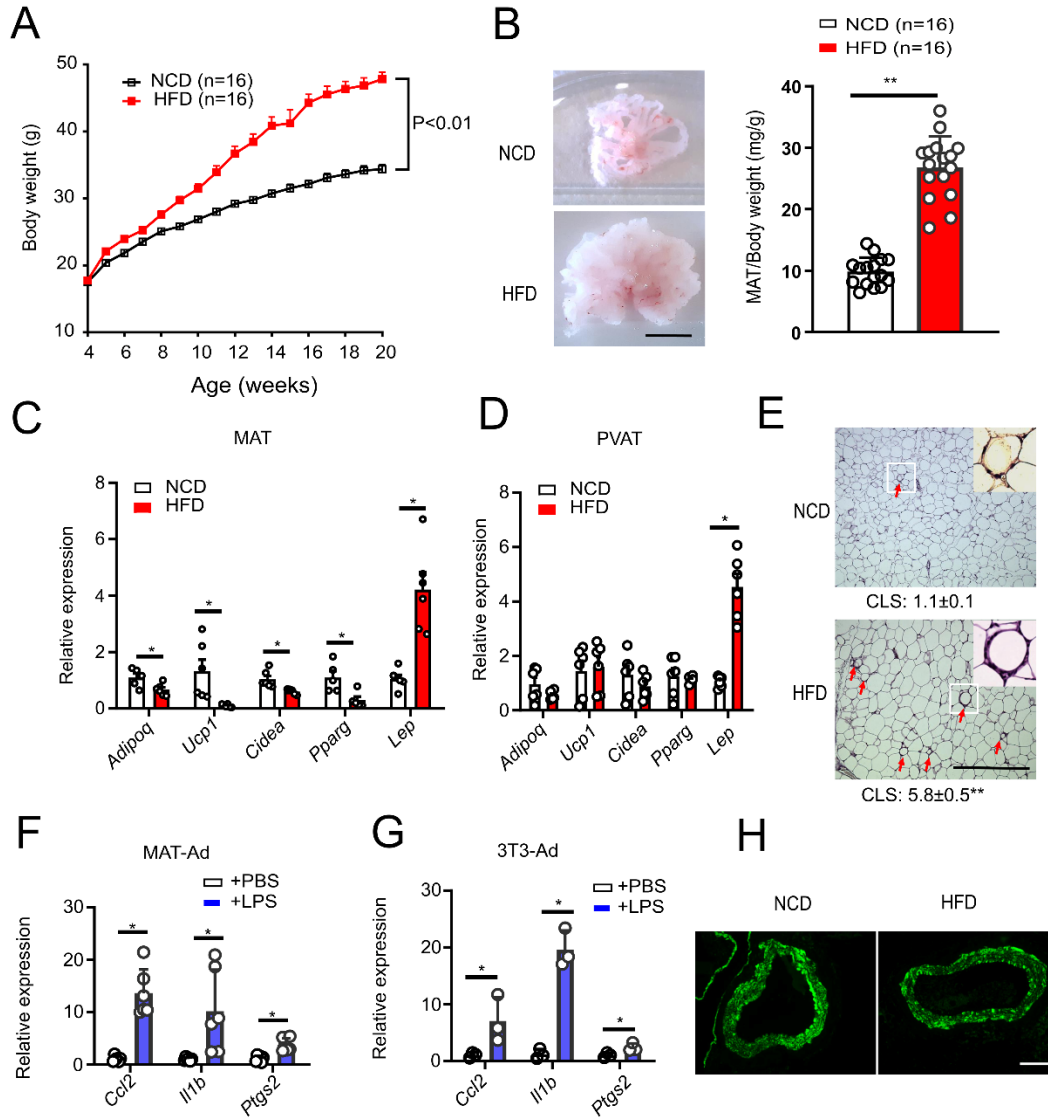 A
50
40
30
20
10
Body weight (g)
NCD (n=16)
HFD (n=16)
P<0.01
4
6
8
10
12
14
16
18
20
Age (weeks)
B
NCD
HFD
NCD (n=16)
HFD (n=16)
**
40
30
20
10
0
MAT/Body weight (mg/g)
C
MAT
NCD
HFD
8
6
4
2
0
Relative expression
*
*
*
*
*
Adipoq
Ucp1
Cidea
Pparg
Lep
D
PVAT
NCD
HFD
8
6
4
2
0
Relative expression
*
Adipoq
Ucp1
Cidea
Pparg
Lep
E
NCD
CLS: 1.1±0.1
HFD
CLS: 5.8±0.5**
F
MAT-Ad
+PBS
+LPS
30
20
10
0
Relative expression
*
*
*
Ccl2
Il1b
Ptgs2
G
3T3-Ad
+PBS
+LPS
30
20
10
0
Relative expression
*
*
*
Ccl2
Il1b
Ptgs2
H
NCD
HFD